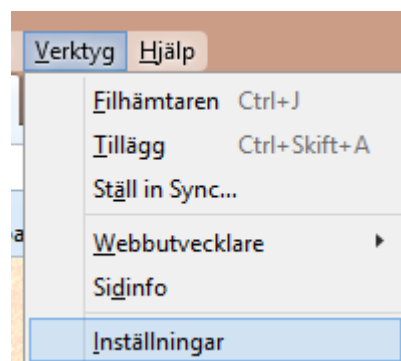 Verktyg Hjälp
Filhämtaren Ctrl+J
Tillägg Ctrl+Skift+A
Ställ in Sync...
Webbutvecklare
Sidinfo
Inställningar